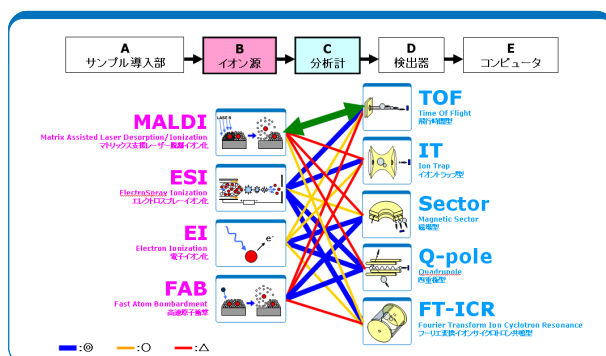 A
サンプル導入部
B
イオン源
C
分析計
D
検出器
E
コンピュータ
LASER
MALDI
Matrix Assisted Laser Desorption/Ionization
マトリックス支援レーザー脱離イオン化
ESI
ElectroSpray Ionization
エレクトロスプレーイオン化
EI
Electron Ionization
電子イオン化
e-
FAB
Fast Atom Bombardment
高速原子衝撃
TOF
Time Of Flight
飛行時間型
IT
Ion Trap
イオントラップ型
Sector
Magnetic Sector
磁場型
Q-pole
Quadrupole
四重極型
FT-ICR
Fourier Transform Ion Cyclotron Resonance
フーリエ変換イオンサイクロトロン共鳴型
:◎ :○ :△